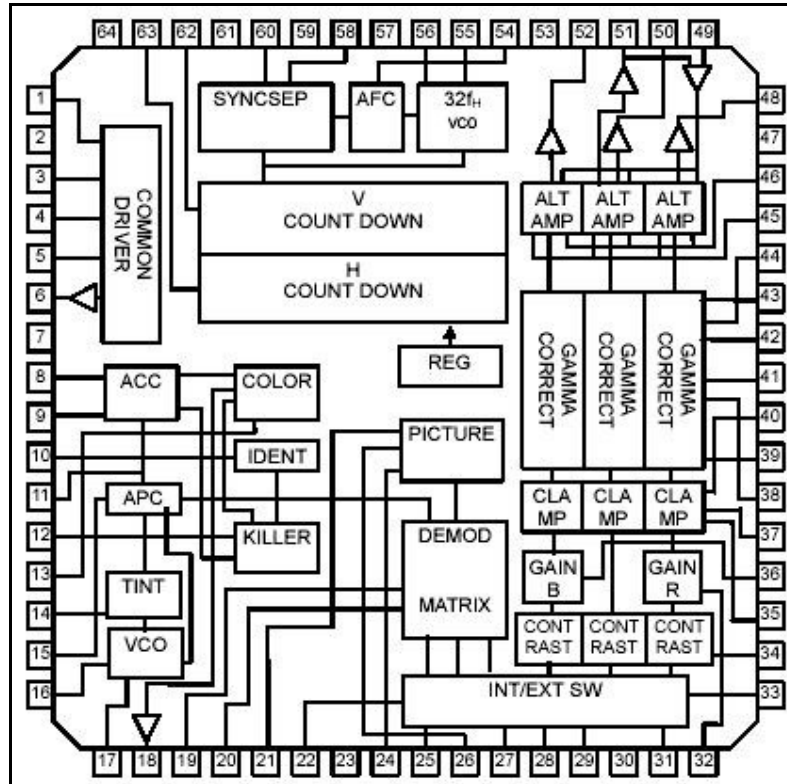 64 63 62 61 60 59 58 57 56 55 54 53 52 51 50 49
1
2
3
4
5
6
7
8
9
10
11
12
13
14
15
16
17 18 19 20 21 22 23 24 25 26 27 28 29 30 31 32
48
47
46
45
44
43
42
41
40
39
38
37
36
35
34
33
SYNCSEP
AFC
32fH
VCO
COMMON
DRIVER
V
COUNT DOWN
H
COUNT DOWN
REG
ALT
AMP
ALT
AMP
ALT
AMP
GAMMA
CORRECT
GAMMA
CORRECT
GAMMA
CORRECT
ACC
COLOR
IDENT
APC
KILLER
TINT
VCO
PICTURE
DEMOD
MATRIX
CLA
MP
CLA
MP
CLA
MP
GAIN
B
GAIN
R
CONT
RAST
CONT
RAST
CONT
RAST
INT/EXT SW